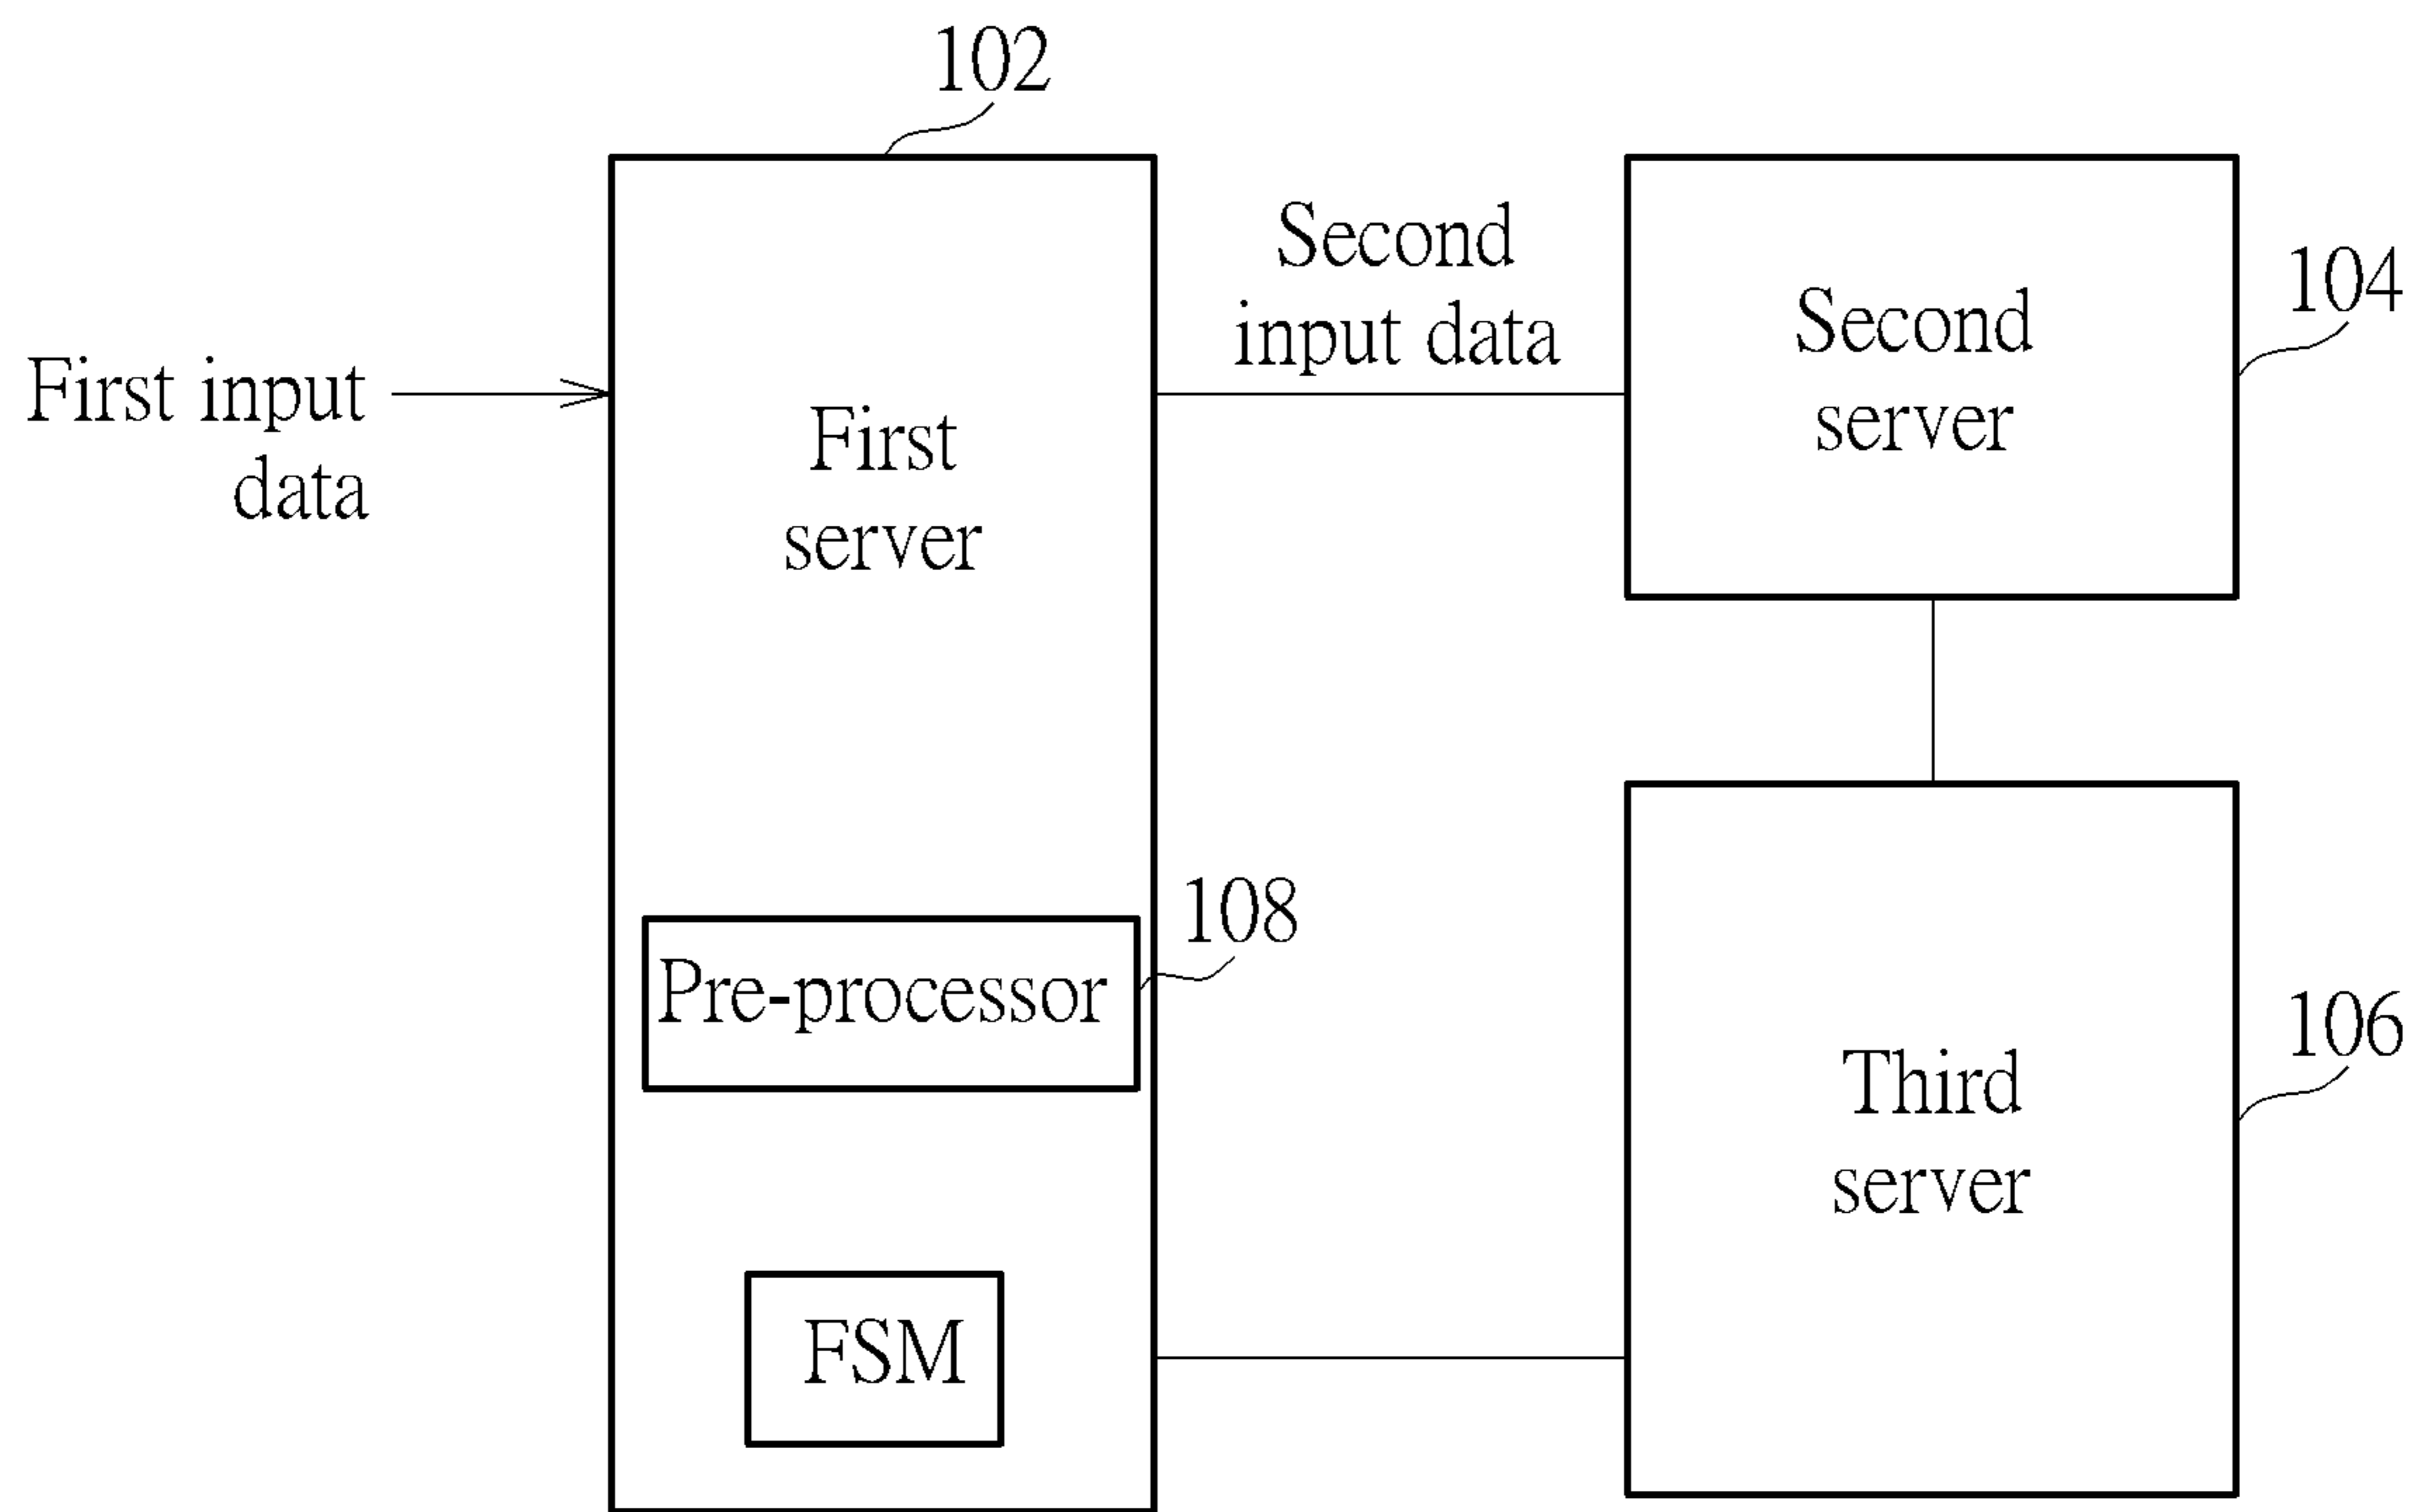 102
Second
input data
Second
server
104
First input
data
First
server
108
Pre-processor
106
Third
server
FSM